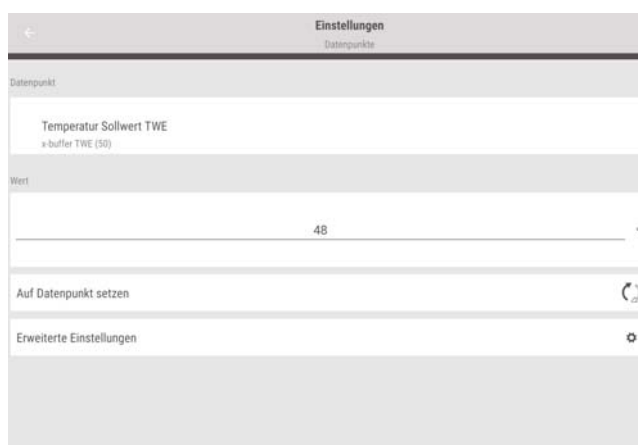 Einstellungen
Datenpunkte
Datenpunkt
Temperatur Sollwert TWE
x-buffer TWE (50)
Wert
48
Auf Datenpunkt setzen
Erweiterte Einstellungen